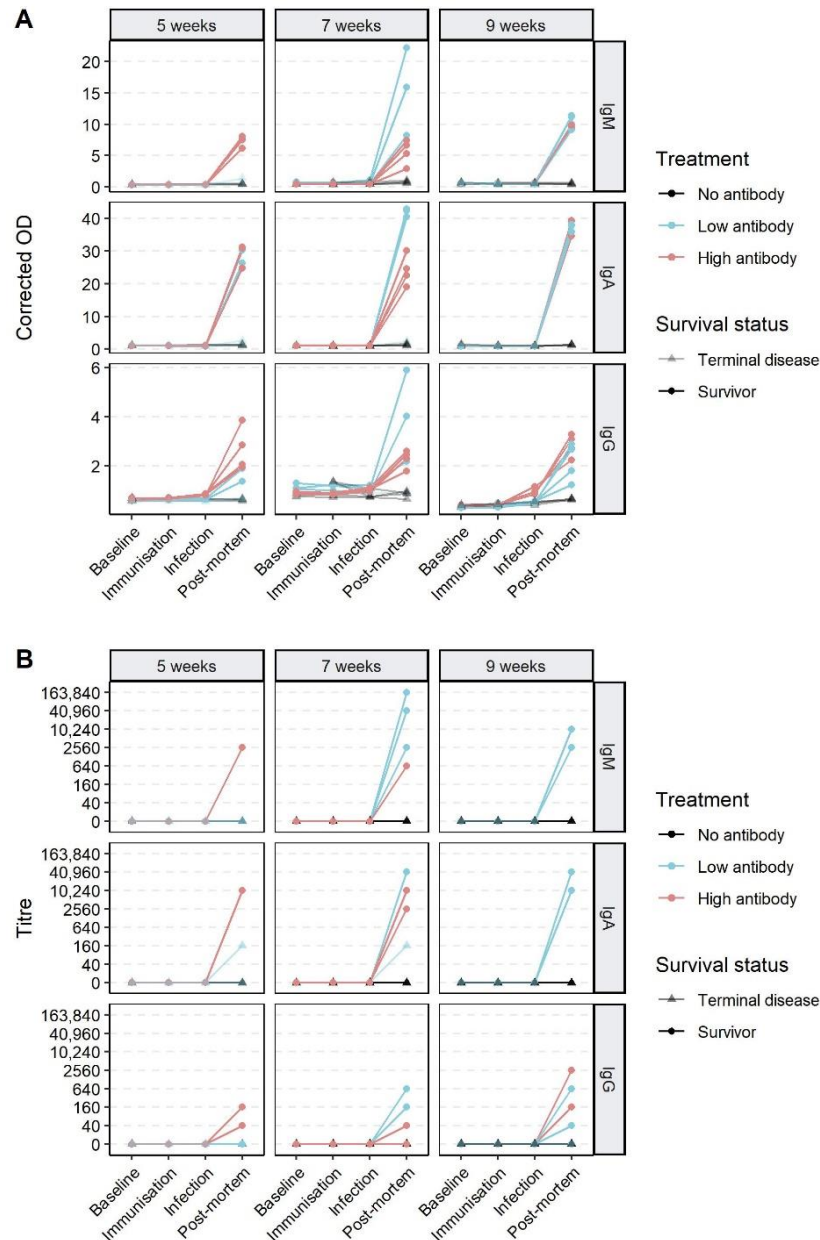 A
5 weeks 7 weeks 9 weeks
20
15
10
5
0
IgM
40
30
20
10
0
IgA
6
4
2
IgG
Corrected OD
Baseline Immunisation Infection Post-mortem Baseline Immunisation Infection Post-mortem Baseline Immunisation Infection Post-mortem
Treatment
No antibody
Low antibody
High antibody
Survival status
Terminal disease
Survivor
B
5 weeks 7 weeks 9 weeks
163,840
40,960
10,240
2560
640
160
40
0
IgM
163,840
40,960
10,240
2560
640
160
40
0
IgA
163,840
40,960
10,240
2560
640
160
40
0
IgG
Titre
Baseline Immunisation Infection Post-mortem Baseline Immunisation Infection Post-mortem Baseline Immunisation Infection Post-mortem
Treatment
No antibody
Low antibody
High antibody
Survival status
Terminal disease
Survivor